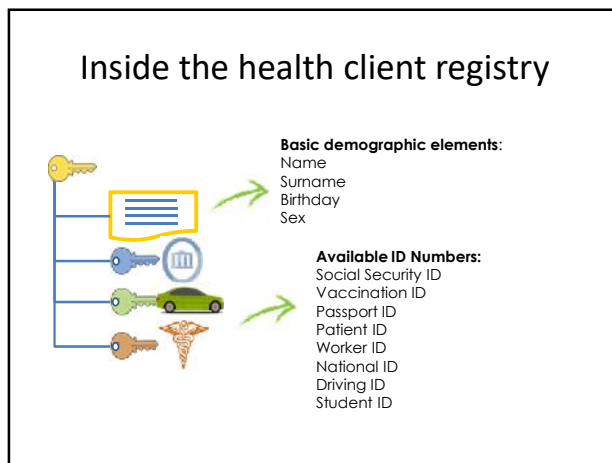 Inside the health client registry
Basic demographic elements:
Name
Surname
Birthday
Sex
Available ID Numbers:
Social Security ID
Vaccination ID
Passport ID
Patient ID
Worker ID
National ID
Driving ID
Student ID